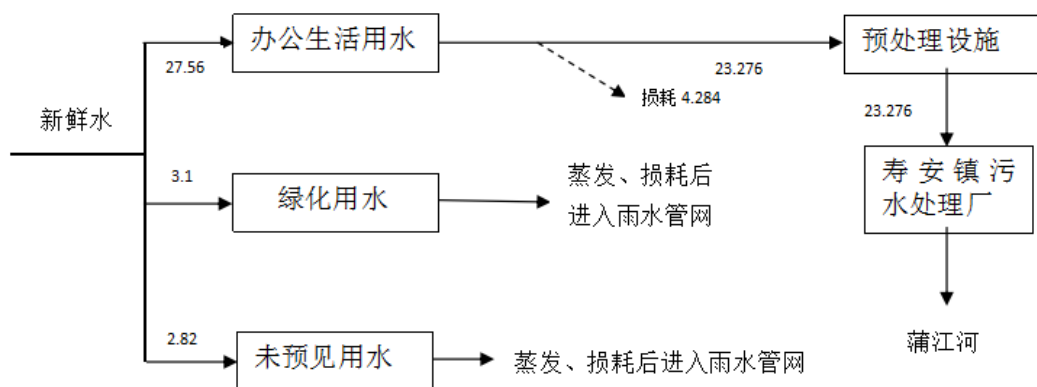 办公生活用水
预处理设施
27.56
23.276
损耗 4.284
新鲜水
23.276
3.1
绿化用水
蒸发、损耗后
进入雨水管网
寿安镇污
水处理厂
2.82
未预见用水
蒸发、损耗后进入雨水管网
蒲江河